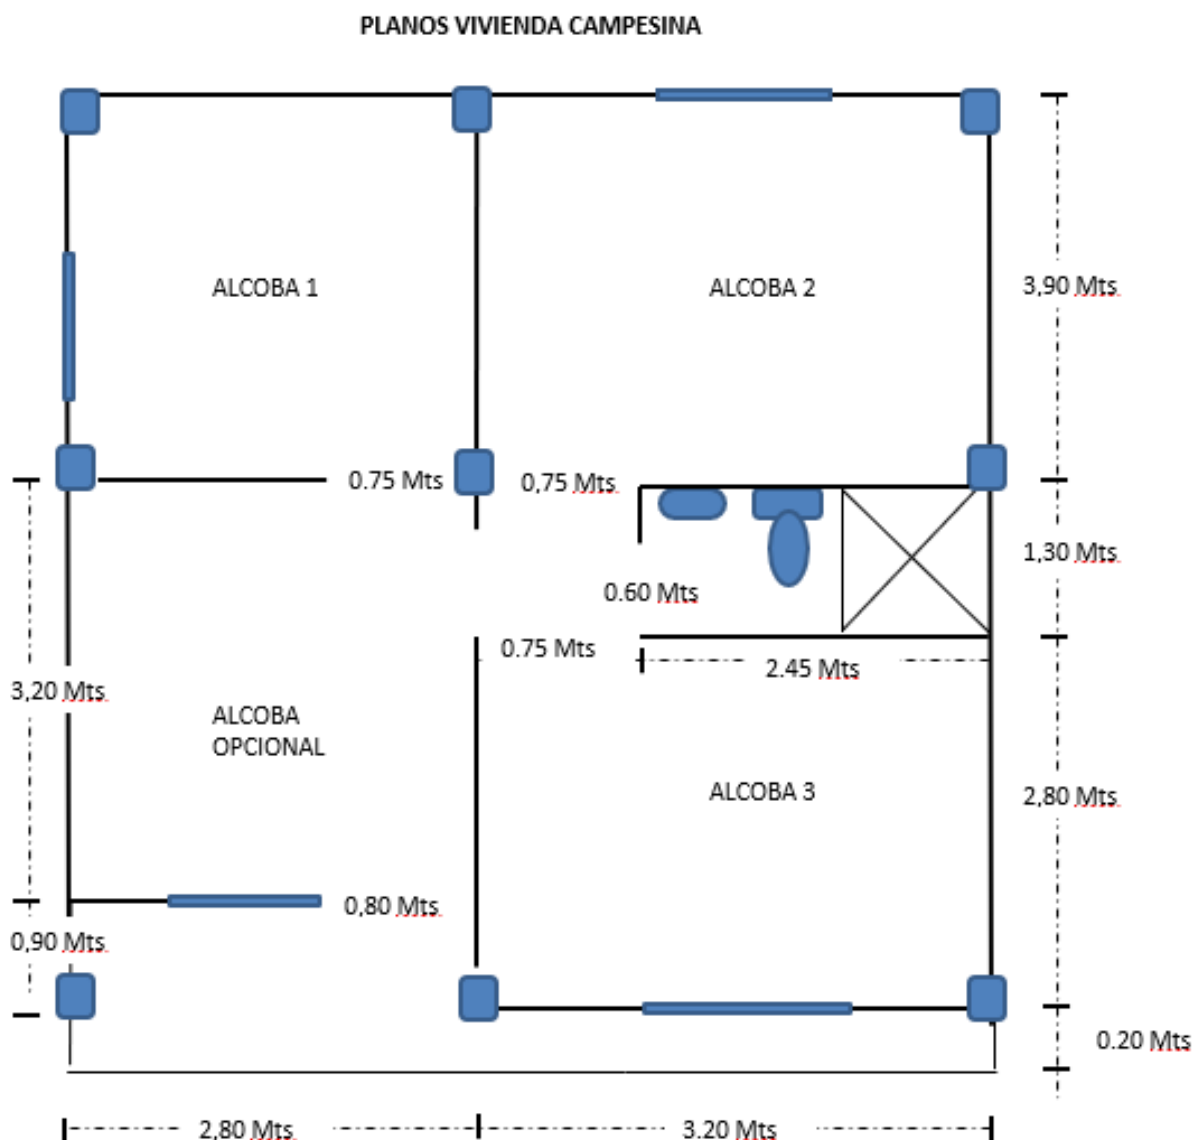 PLANOS VIVIENDA CAMPESINA
ALCOBA 1
ALCOBA 2
3,90 Mts
0.75 Mts
0,75 Mts
1,30 Mts
0.60 Mts
0.75 Mts
2.45 Mts
3,20 Mts
ALCOBA
OPCIONAL
ALCOBA 3
2,80 Mts
0,80 Mts
0,90 Mts
0.20 Mts
2,80 Mts
3.20 Mts